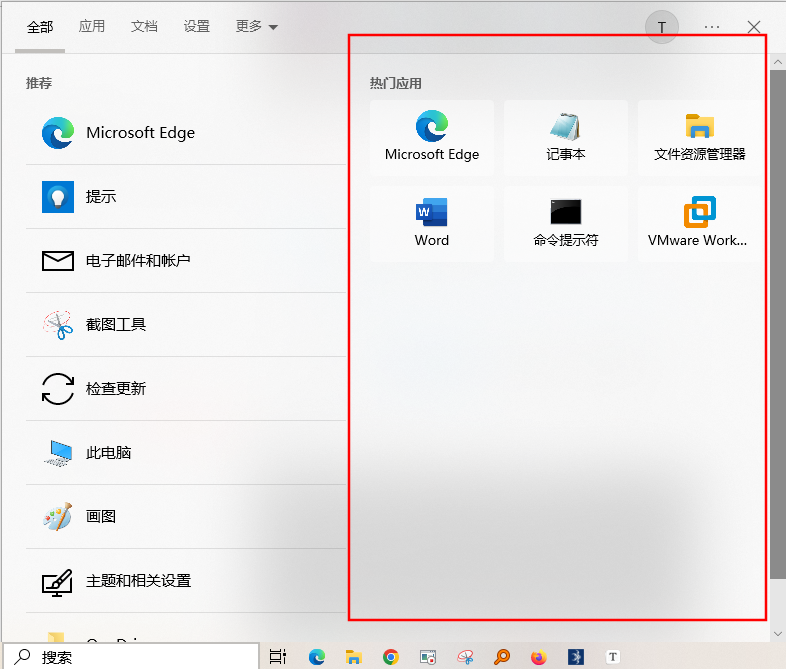 全部 应用 文档 设置 更多 T ···
推荐
Microsoft Edge
提示
电子邮件和帐户
截图工具
检查更新
此电脑
画图
主题和相关设置
热门应用
Microsoft Edge 记事本 文件资源管理器
Word 命令提示符 VMware Work...
搜索
T